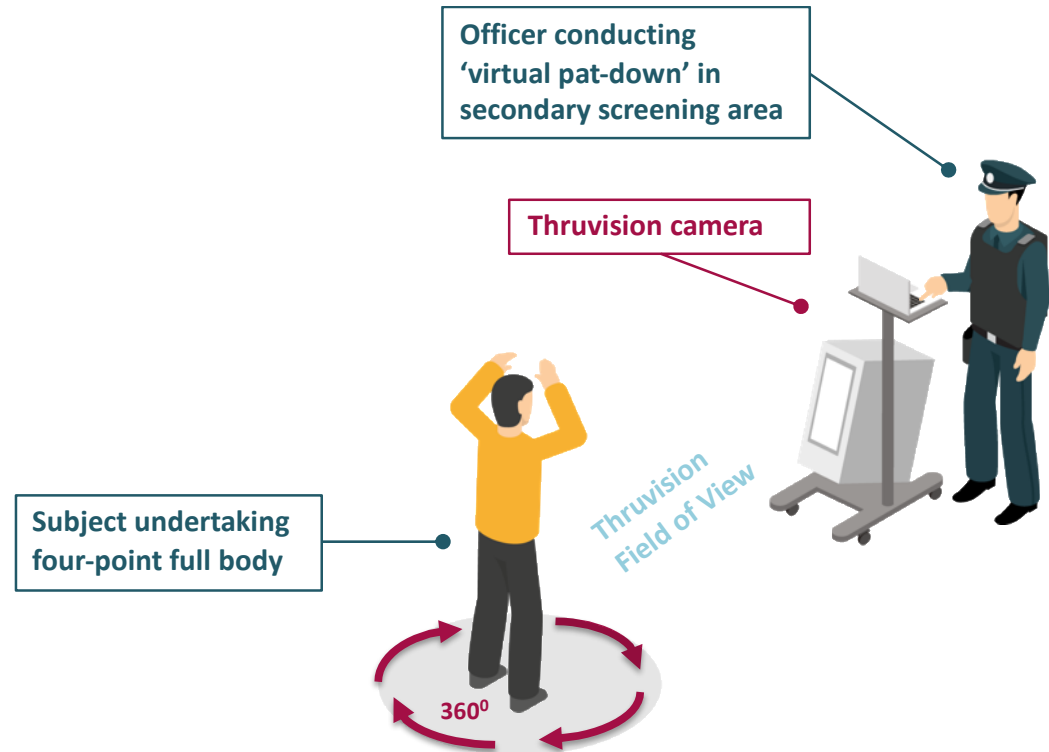 Officer conducting
‘virtual pat-down’ in
secondary screening area
Thruvision camera
Thruvision
Field of View
Subject undertaking
four-point full body
360⁰